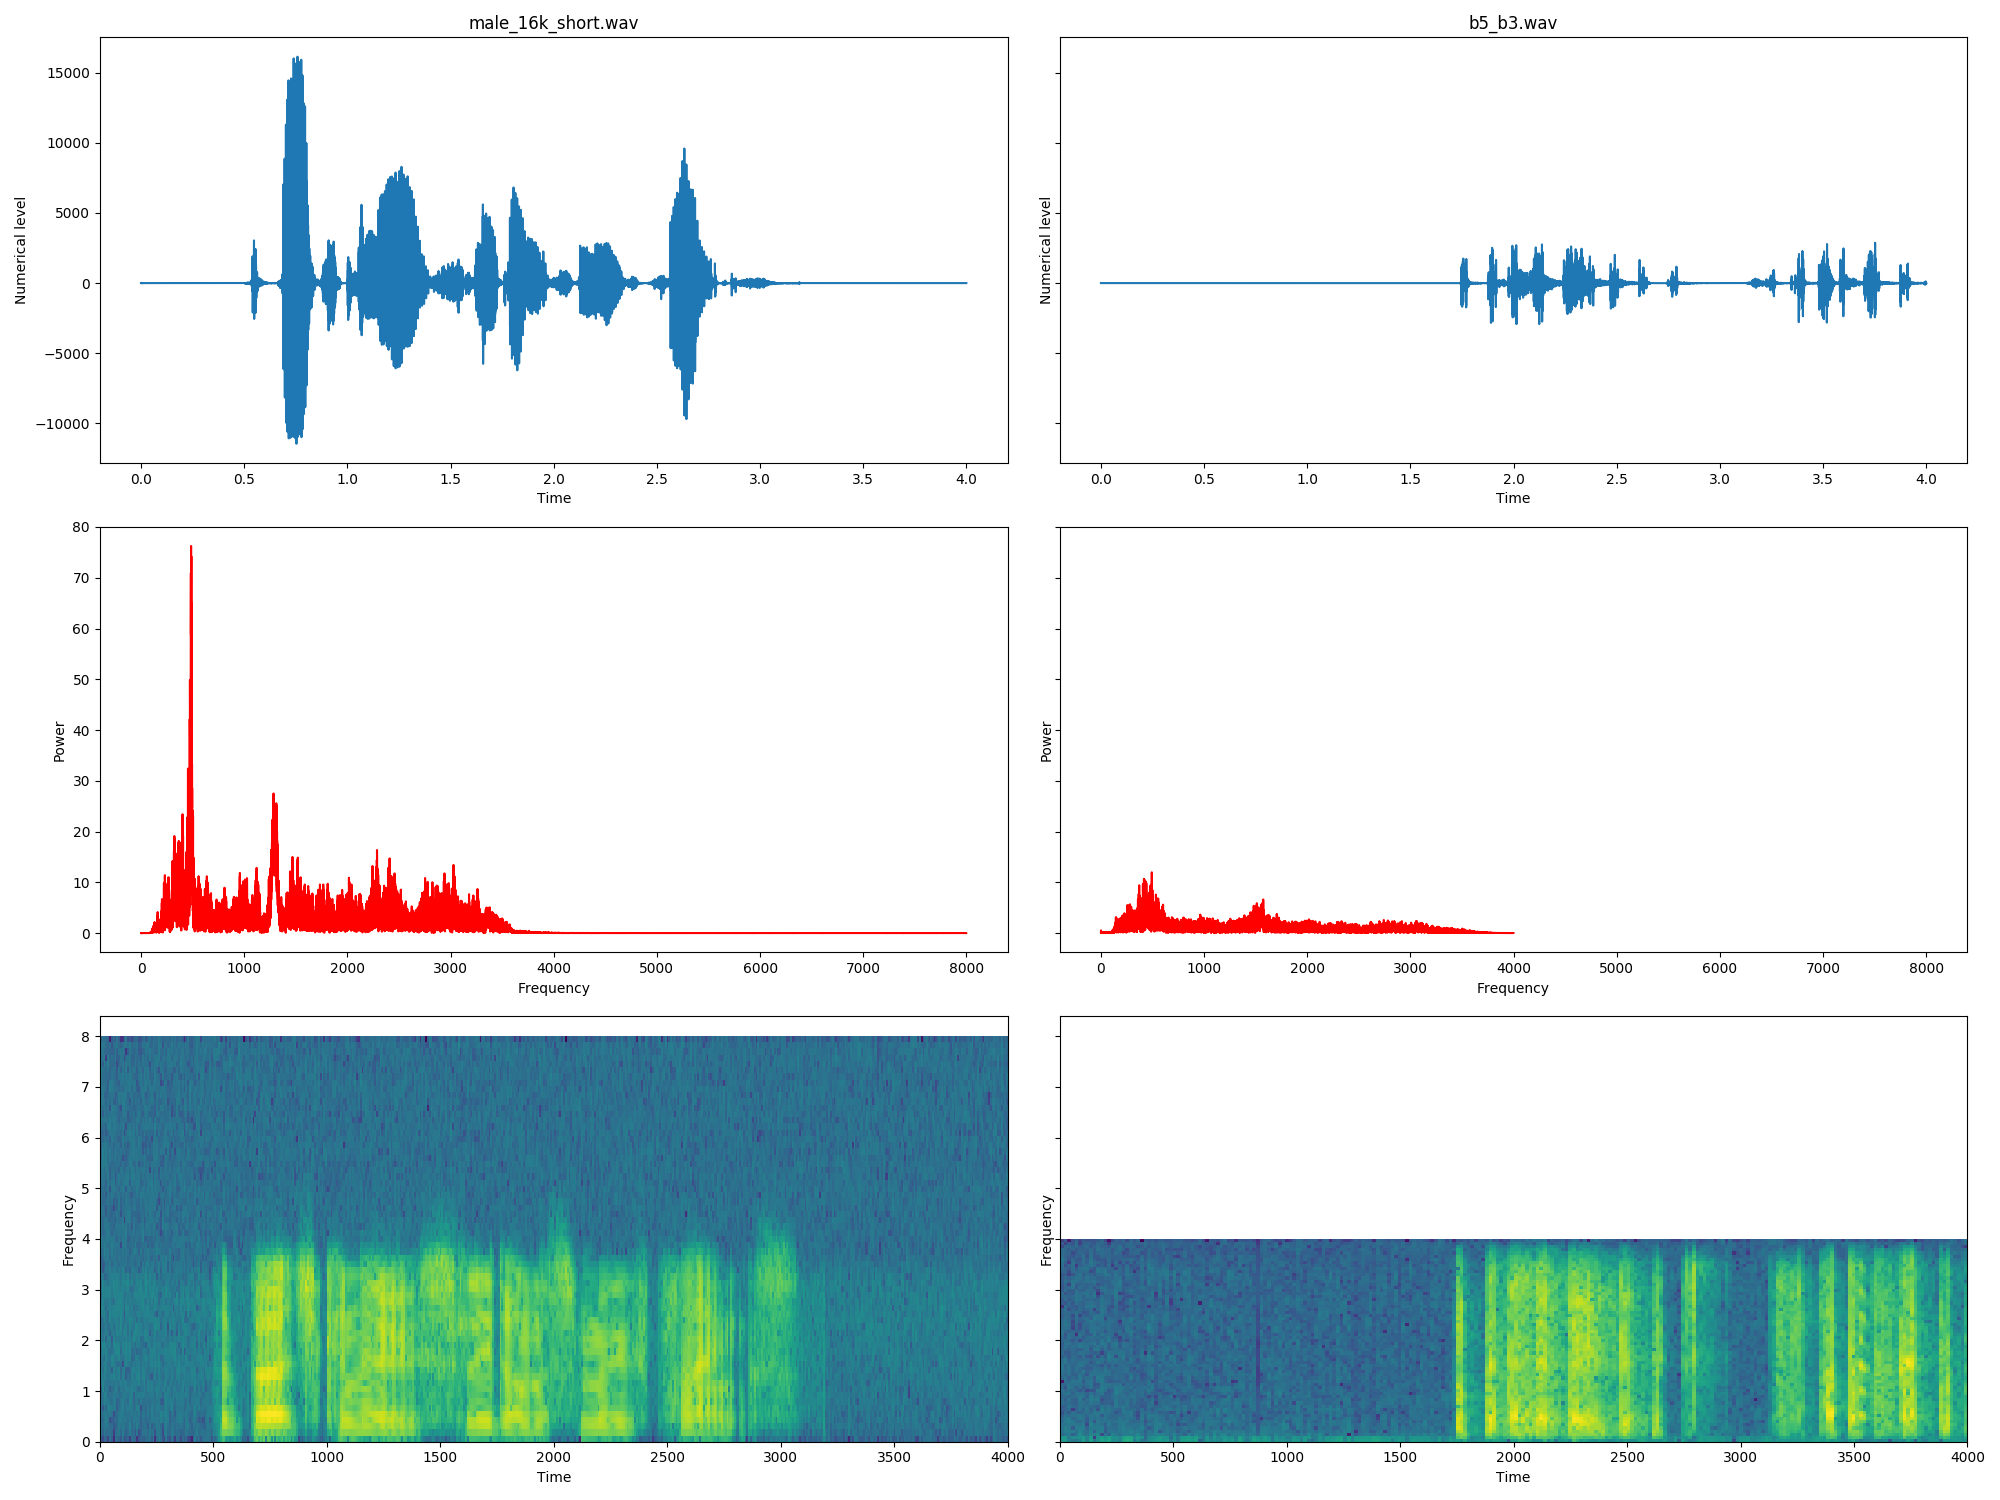 male_16k_short.wav
b5_b3.wav
15000
10000
5000
0
−5000
−10000
Numerical level
Numerical level
0.0 0.5 1.0 1.5 2.0 2.5 3.0 3.5 4.0
0.0 0.5 1.0 1.5 2.0 2.5 3.0 3.5 4.0
Time
Time
80
70
60
50
40
30
20
10
0
Power
Power
0 1000 2000 3000 4000 5000 6000 7000 8000
0 1000 2000 3000 4000 5000 6000 7000 8000
Frequency
Frequency
8
7
6
5
4
3
2
1
0
Frequency
Frequency
0 500 1000 1500 2000 2500 3000 3500 4000
0 500 1000 1500 2000 2500 3000 3500 4000
Time
Time